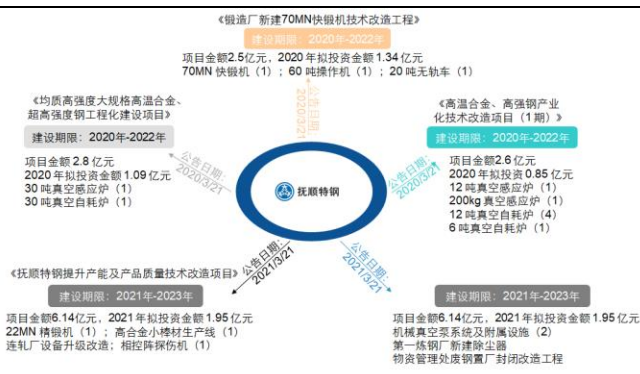 《锻造厂新建70MN快锻机技术改造工程》
建设期限：2020年-2022年
项目金额2.5亿元，2020年拟投资金额1.34亿元
70MN 快锻机（1）；60吨操作机（1）；20吨无轨车（1）
公告日期：
2020/3/21
《均质高强度大规格高温合金、
超高强度钢工程化建设项目》
建设期限：2020年-2022年
项目金额 2.8 亿元
2020年拟投资金额1.09亿元
30 吨真空感应炉（1）
30 吨真空自耗炉（1）
公告日期：
2020/3/21
《高温合金、高强钢产业
化技术改造项目（1期）》
建设期限：2020年-2022年
项目金额2.6亿元
2020年拟投资0.85亿元
12吨真空感应炉（1）
200kg真空感应炉（1）
12吨真空自耗炉（4）
6吨真空自耗炉（1）
公告日期：
2020/3/21
抚顺特钢
《抚顺特钢提升产能及产品质量技术改造项目》
建设期限：2021年-2023年
项目金额6.14亿元，2021年拟投资金额1.95亿元
22MN精锻机（1）；高合金小棒材生产线（1）
连轧厂设备升级改造；相控阵探伤机（1）
公告日期：
2021/3/21
公告日期：
2021/3/21
建设期限：2021年-2023年
项目金额6.14亿元，2021年拟投资金额1.95亿元
机械真空泵系统及附属设施（2）
第一炼钢厂新建除尘器
物资管理处废钢置厂封闭改造工程